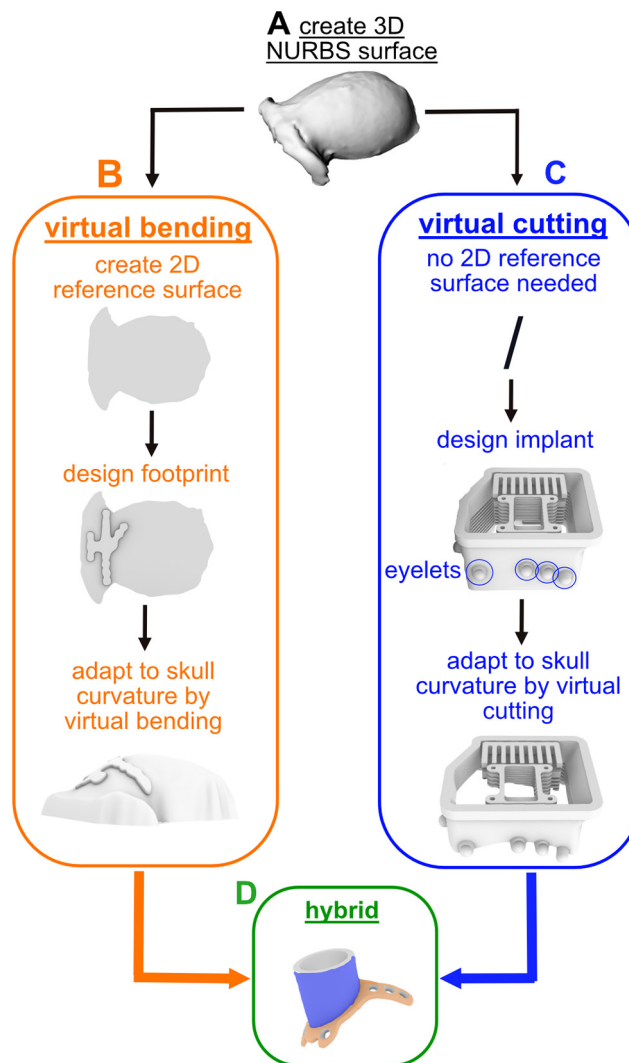 A create 3D
NURBS surface
B
virtual bending
create 2D
reference surface
design footprint
adapt to skull
curvature by
virtual bending
C
virtual cutting
no 2D reference
surface needed
design implant
eyelets
adapt to skull
curvature by virtual
cutting
D
hybrid